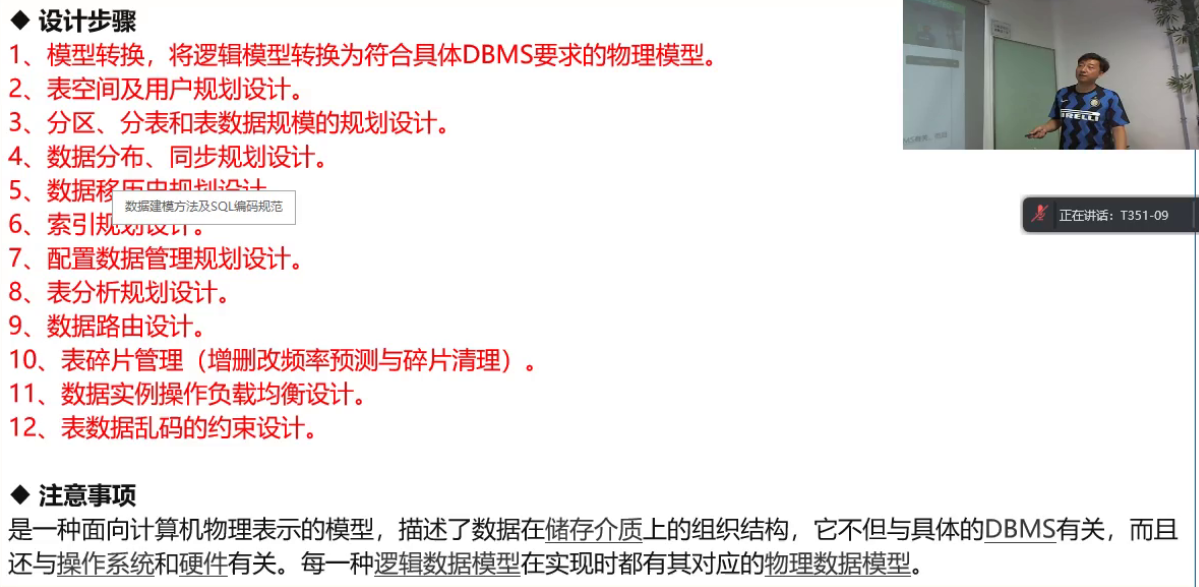 ◆ 设计步骤
1、模型转换，将逻辑模型转换为符合具体DBMS要求的物理模型。
2、表空间及用户规划设计。
3、分区、分表和表数据规模的规划设计。
4、数据分布、同步规划设计。
5、数据移历史规划设计
数据建模方法及SQL编码规范
6、索引规划设计。
7、配置数据管理规划设计。
8、表分析规划设计。
9、数据路由设计。
10、表碎片管理（增删改频率预测与碎片清理）。
11、数据实例操作负载均衡设计。
12、表数据乱码的约束设计。
◆ 注意事项
是一种面向计算机物理表示的模型，描述了数据在储存介质上的组织结构，它不但与具体的DBMS有关，而且
还与操作系统和硬件有关。每一种逻辑数据模型在实现时都有其对应的物理数据模型。
IRELLI
正在讲话：T351-09